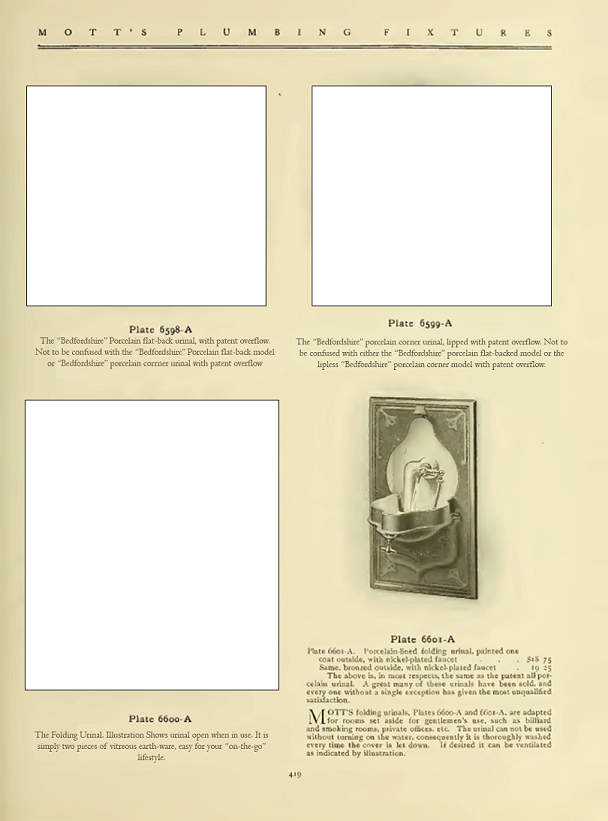 MOTT'S PLUMBING FIXTURES
Plate 6598-A
The "Bedfordshire" Porcelain flat-back urinal, with patent overflow.
Not to be confused with the "Bedfordshire" Porcelain flat-back model
or "Bedfordshire" porcelain corrner urinal with patent overflow
Plate 6599-A
The "Bedfordshire" porcelain corner urinal, lipped with patent overflow. Not to
be confused with either the "Bedfordshire" porcelain flat-backed model or the
lipless "Bedfordshire" porcelain corner model with patent overflow.
Plate 6600-A
The Folding Urinal. Illustration Shows urinal open when in use. It is
simply two pieces of vitreous earth-ware, easy for your "on-the-go"
lifestyle.
Plate 6601-A
Plate 6601-A. Porcelain-lined folding urinal, painted one
coat outside, with nickel-plated faucet . . . $18 75
Same, bronzed outside, with nickel-plated faucet . 19 25
The above is, in most respects, the same as the patent all por-
celain urinal. A great many of these urinals have been sold, and
every one without a single exception has given the most unqualified
satisfaction.
MOTT'S folding urinals, Plates 6600-A and 6601-A, are adapted
for rooms set aside for gentlemen's use, such as billiard
and smoking rooms, private offices, etc. The urinal can not be used
without turning on the water, consequently it is thoroughly washed
every time the cover is let down. If desired it can be ventilated
as indicated by illustration.
419